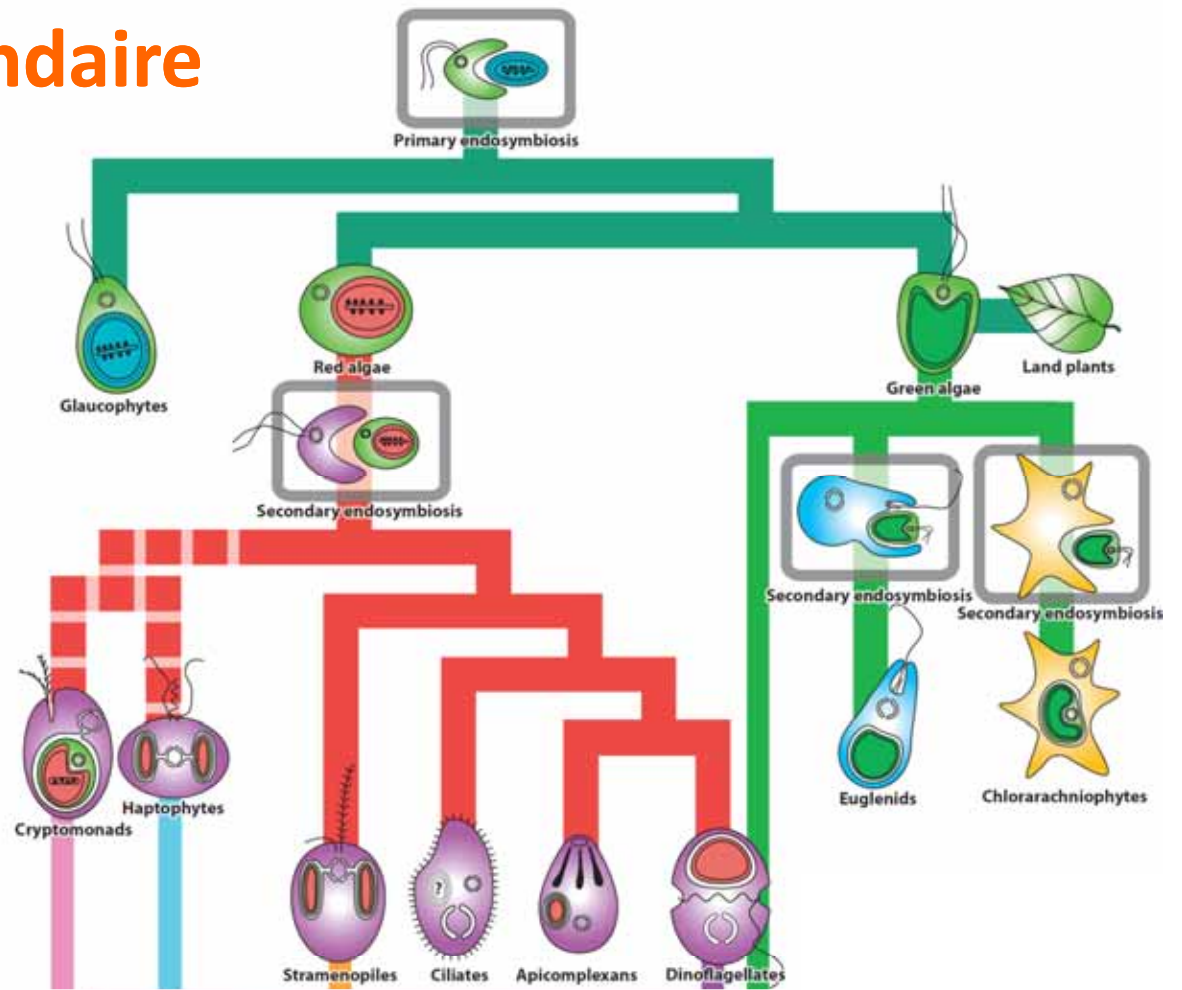 ndaire
Primary endosymbiosis
Glaucophytes
Red algae
Green algae
Land plants
Secondary endosymbiosis
Secondary endosymbiosis
Secondary endosymbiosis
Cryptomonads
Haptophytes
Euglenids
Chlorarachniophytes
?
Stramenopiles
Ciliates
Apicomplexans
Dinoflagellates